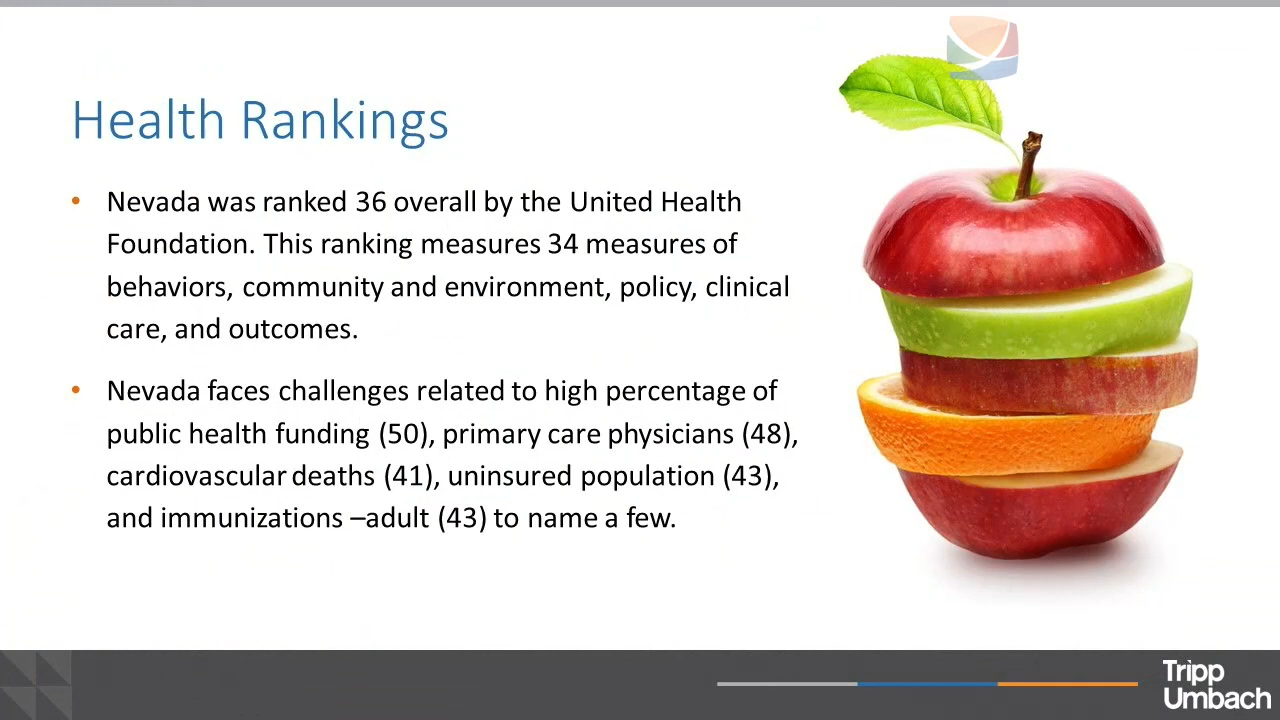 Health Rankings
• Nevada was ranked 36 overall by the United Health
Foundation. This ranking measures 34 measures of
behaviors, community and environment, policy, clinical
care, and outcomes.
• Nevada faces challenges related to high percentage of
public health funding (50), primary care physicians (48),
cardiovascular deaths (41), uninsured population (43),
and immunizations –adult (43) to name a few.
Tripp
Umbach